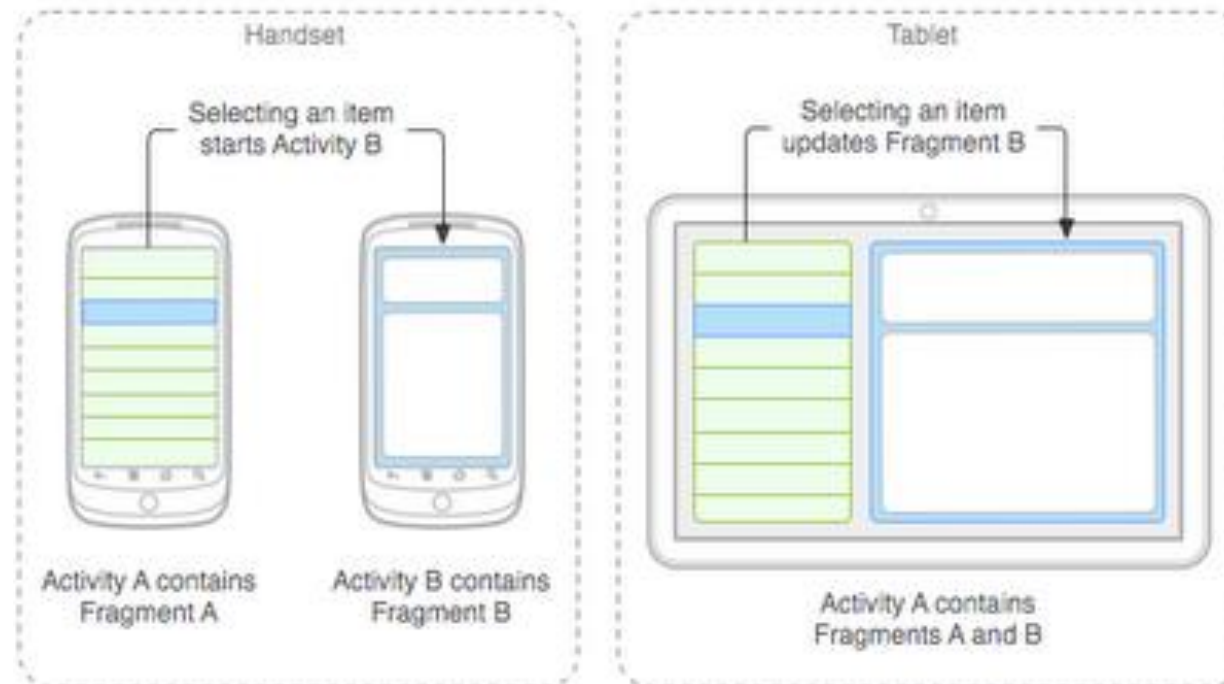 Handset
Selecting an item
starts Activity B
Activity A contains
Fragment A
Activity B contains
Fragment B
Tablet
Selecting an item
updates Fragment B
Activity A contains
Fragments A and B